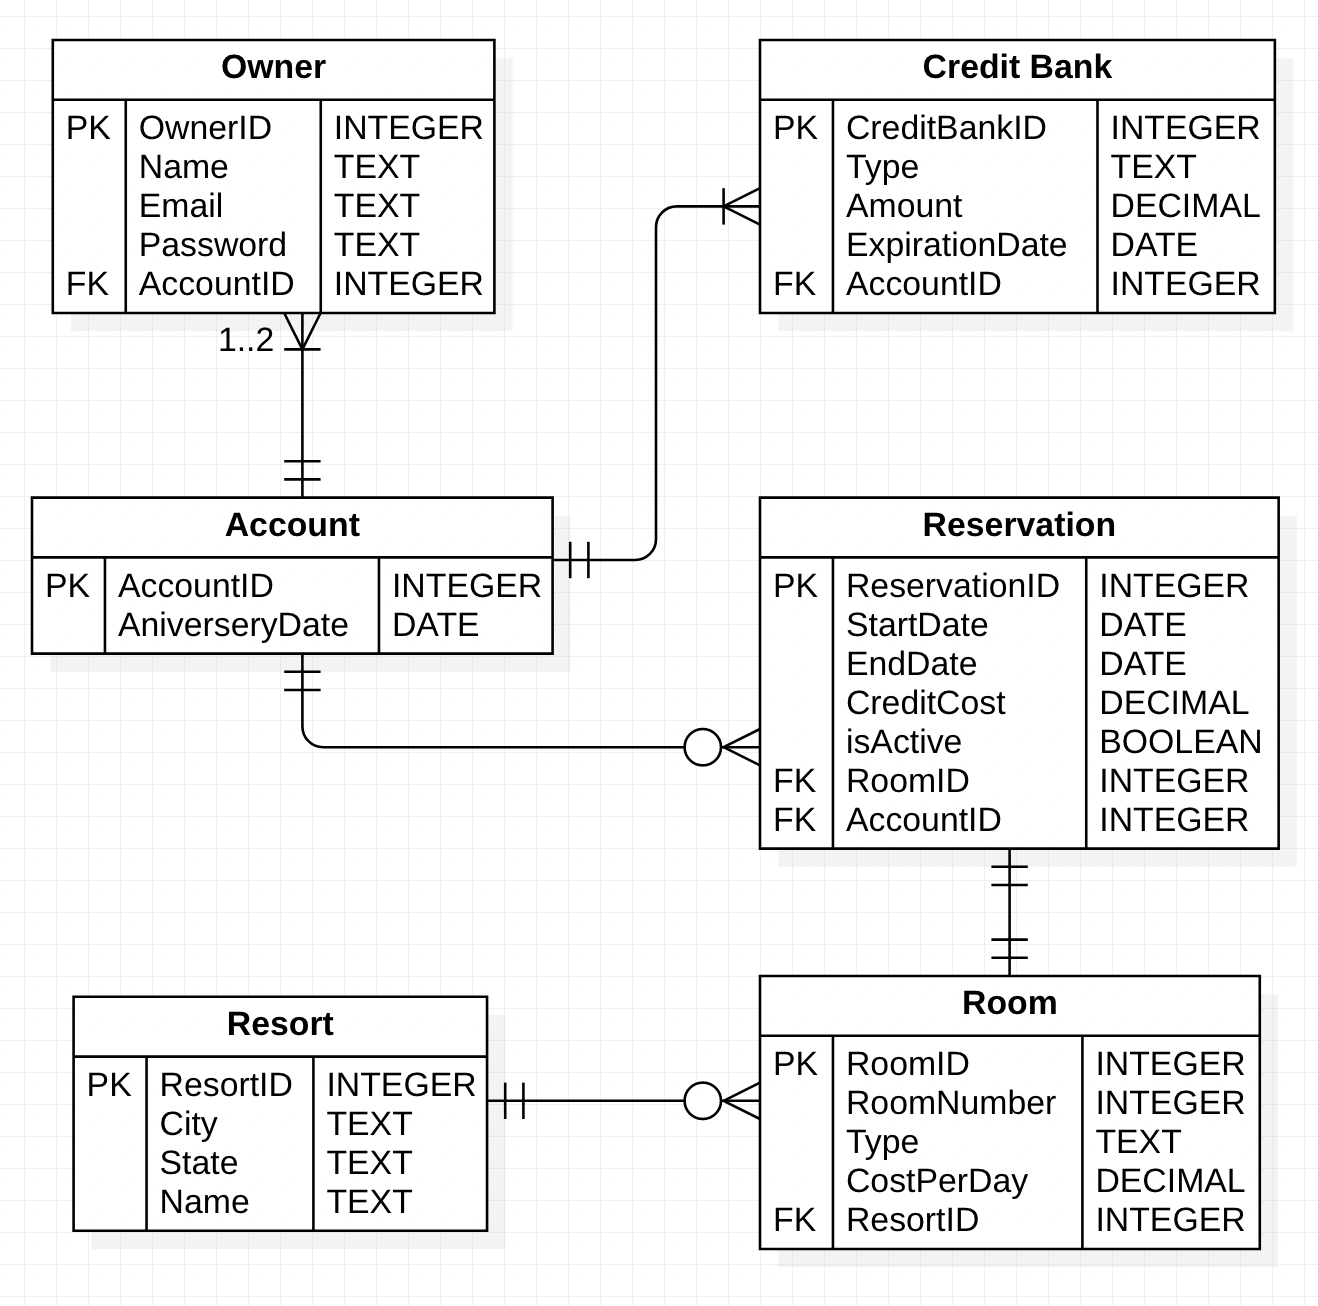 Owner
PK OwnerID INTEGER
Name TEXT
Email TEXT
Password TEXT
FK AccountID INTEGER
1..2
Credit Bank
PK CreditBankID INTEGER
Type TEXT
Amount DECIMAL
ExpirationDate DATE
FK AccountID INTEGER
Account
PK AccountID INTEGER
AniverseryDate DATE
Reservation
PK ReservationID INTEGER
StartDate DATE
EndDate DATE
CreditCost DECIMAL
isActive BOOLEAN
FK RoomID INTEGER
FK AccountID INTEGER
Resort
PK ResortID INTEGER
City TEXT
State TEXT
Name TEXT
Room
PK RoomID INTEGER
RoomNumber INTEGER
Type TEXT
CostPerDay DECIMAL
FK ResortID INTEGER